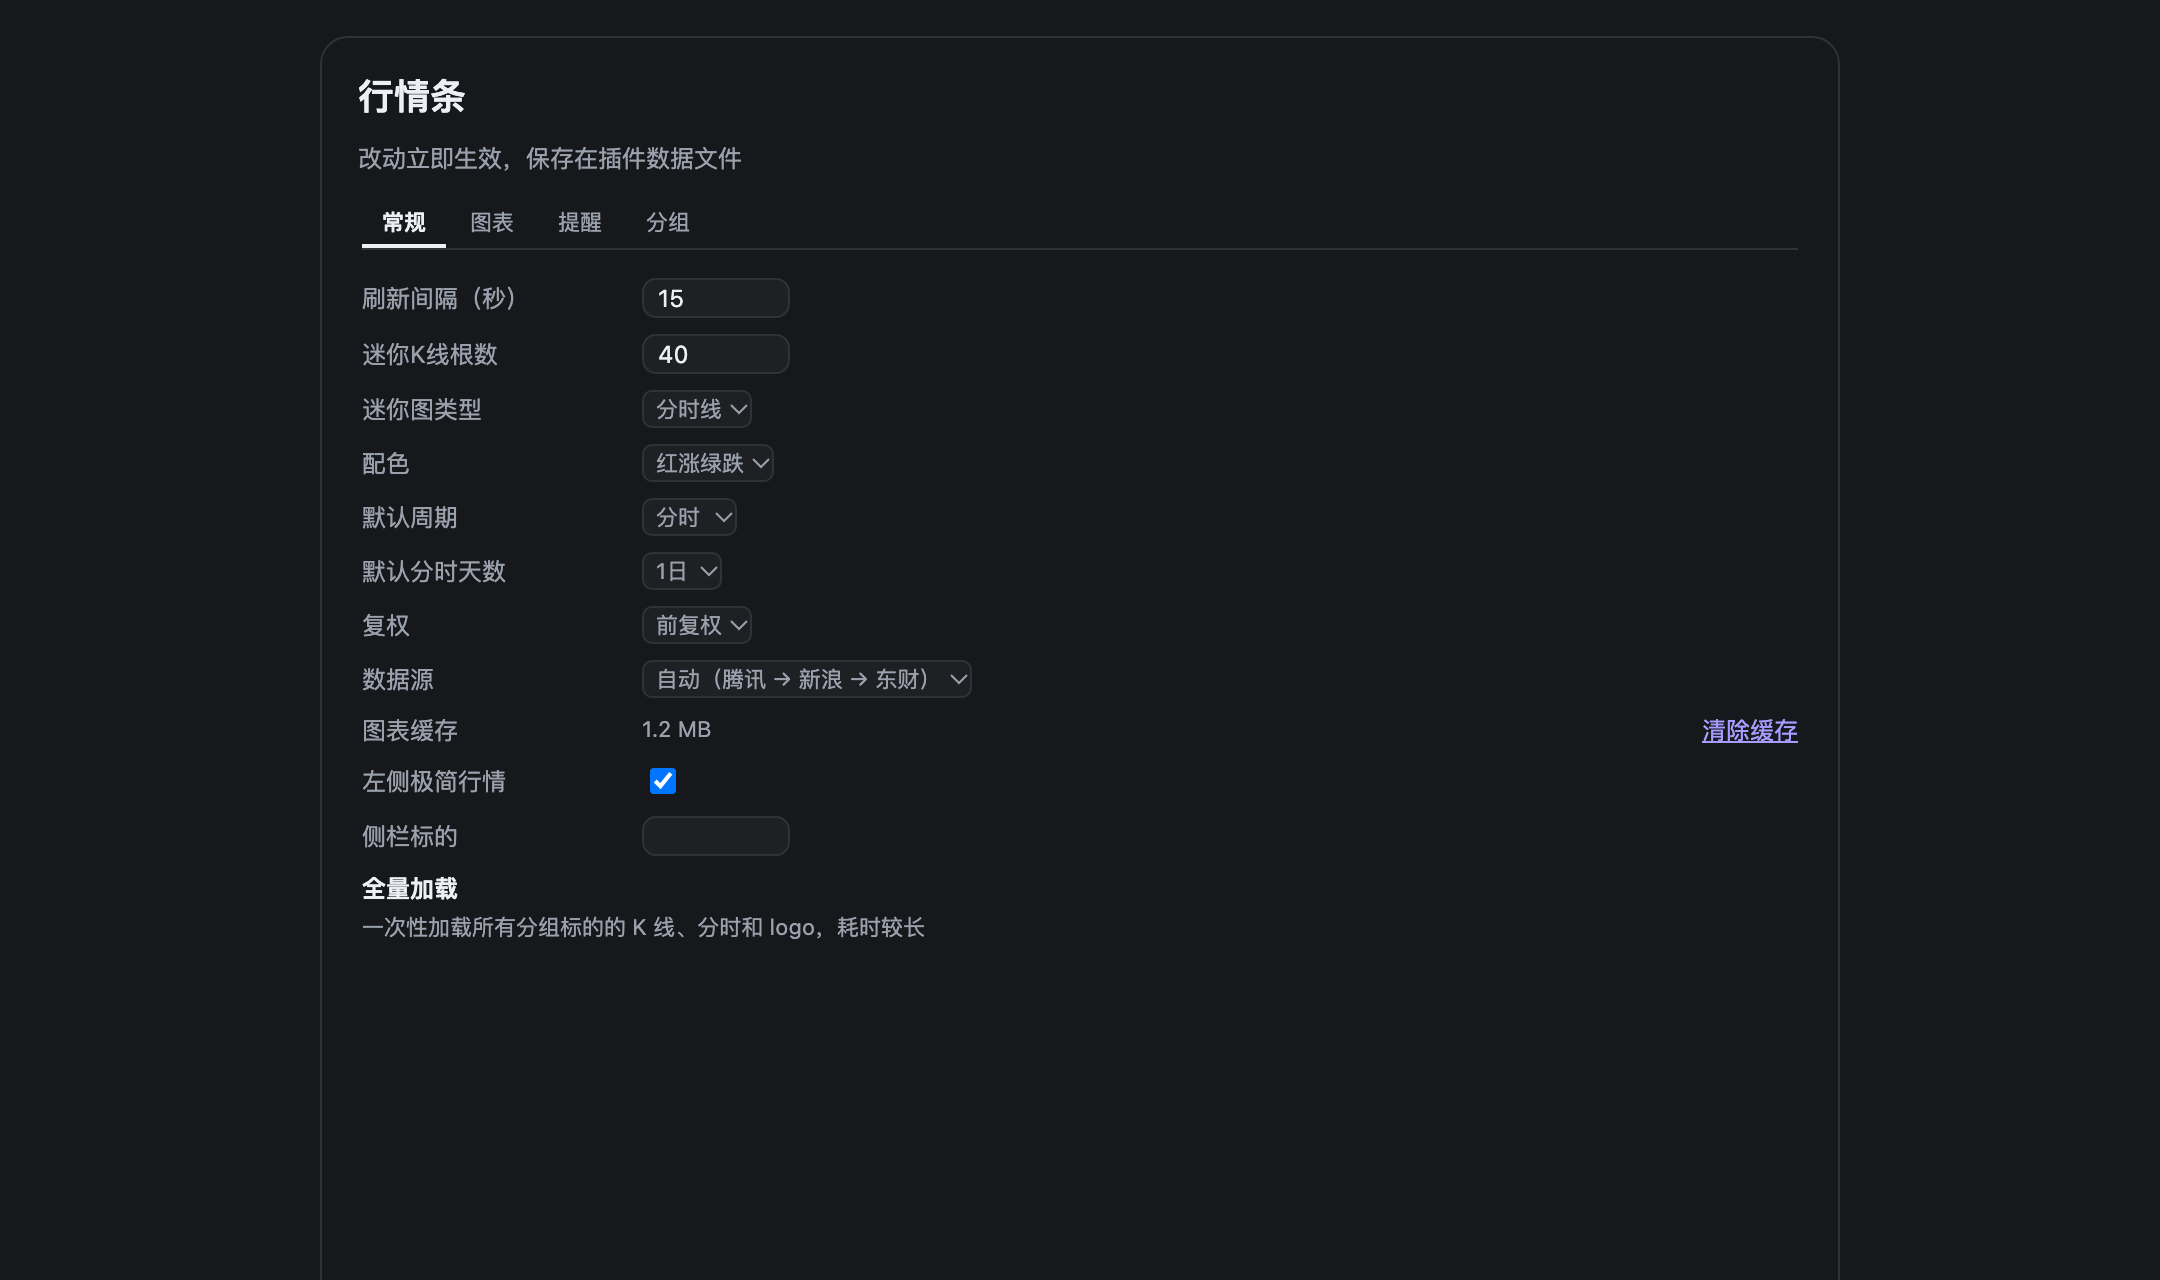 行情条
改动立即生效，保存在插件数据文件
常规 图表 提醒 分组
刷新间隔（秒） 15
迷你K线根数 40
迷你图类型 分时线
配色 红涨绿跌
默认周期 分时
默认分时天数 1日
复权 前复权
数据源 自动（腾讯 → 新浪 → 东财）
图表缓存 1.2 MB 清除缓存
左侧极简行情
侧栏标的
全量加载
一次性加载所有分组标的的 K 线、分时和 logo，耗时较长